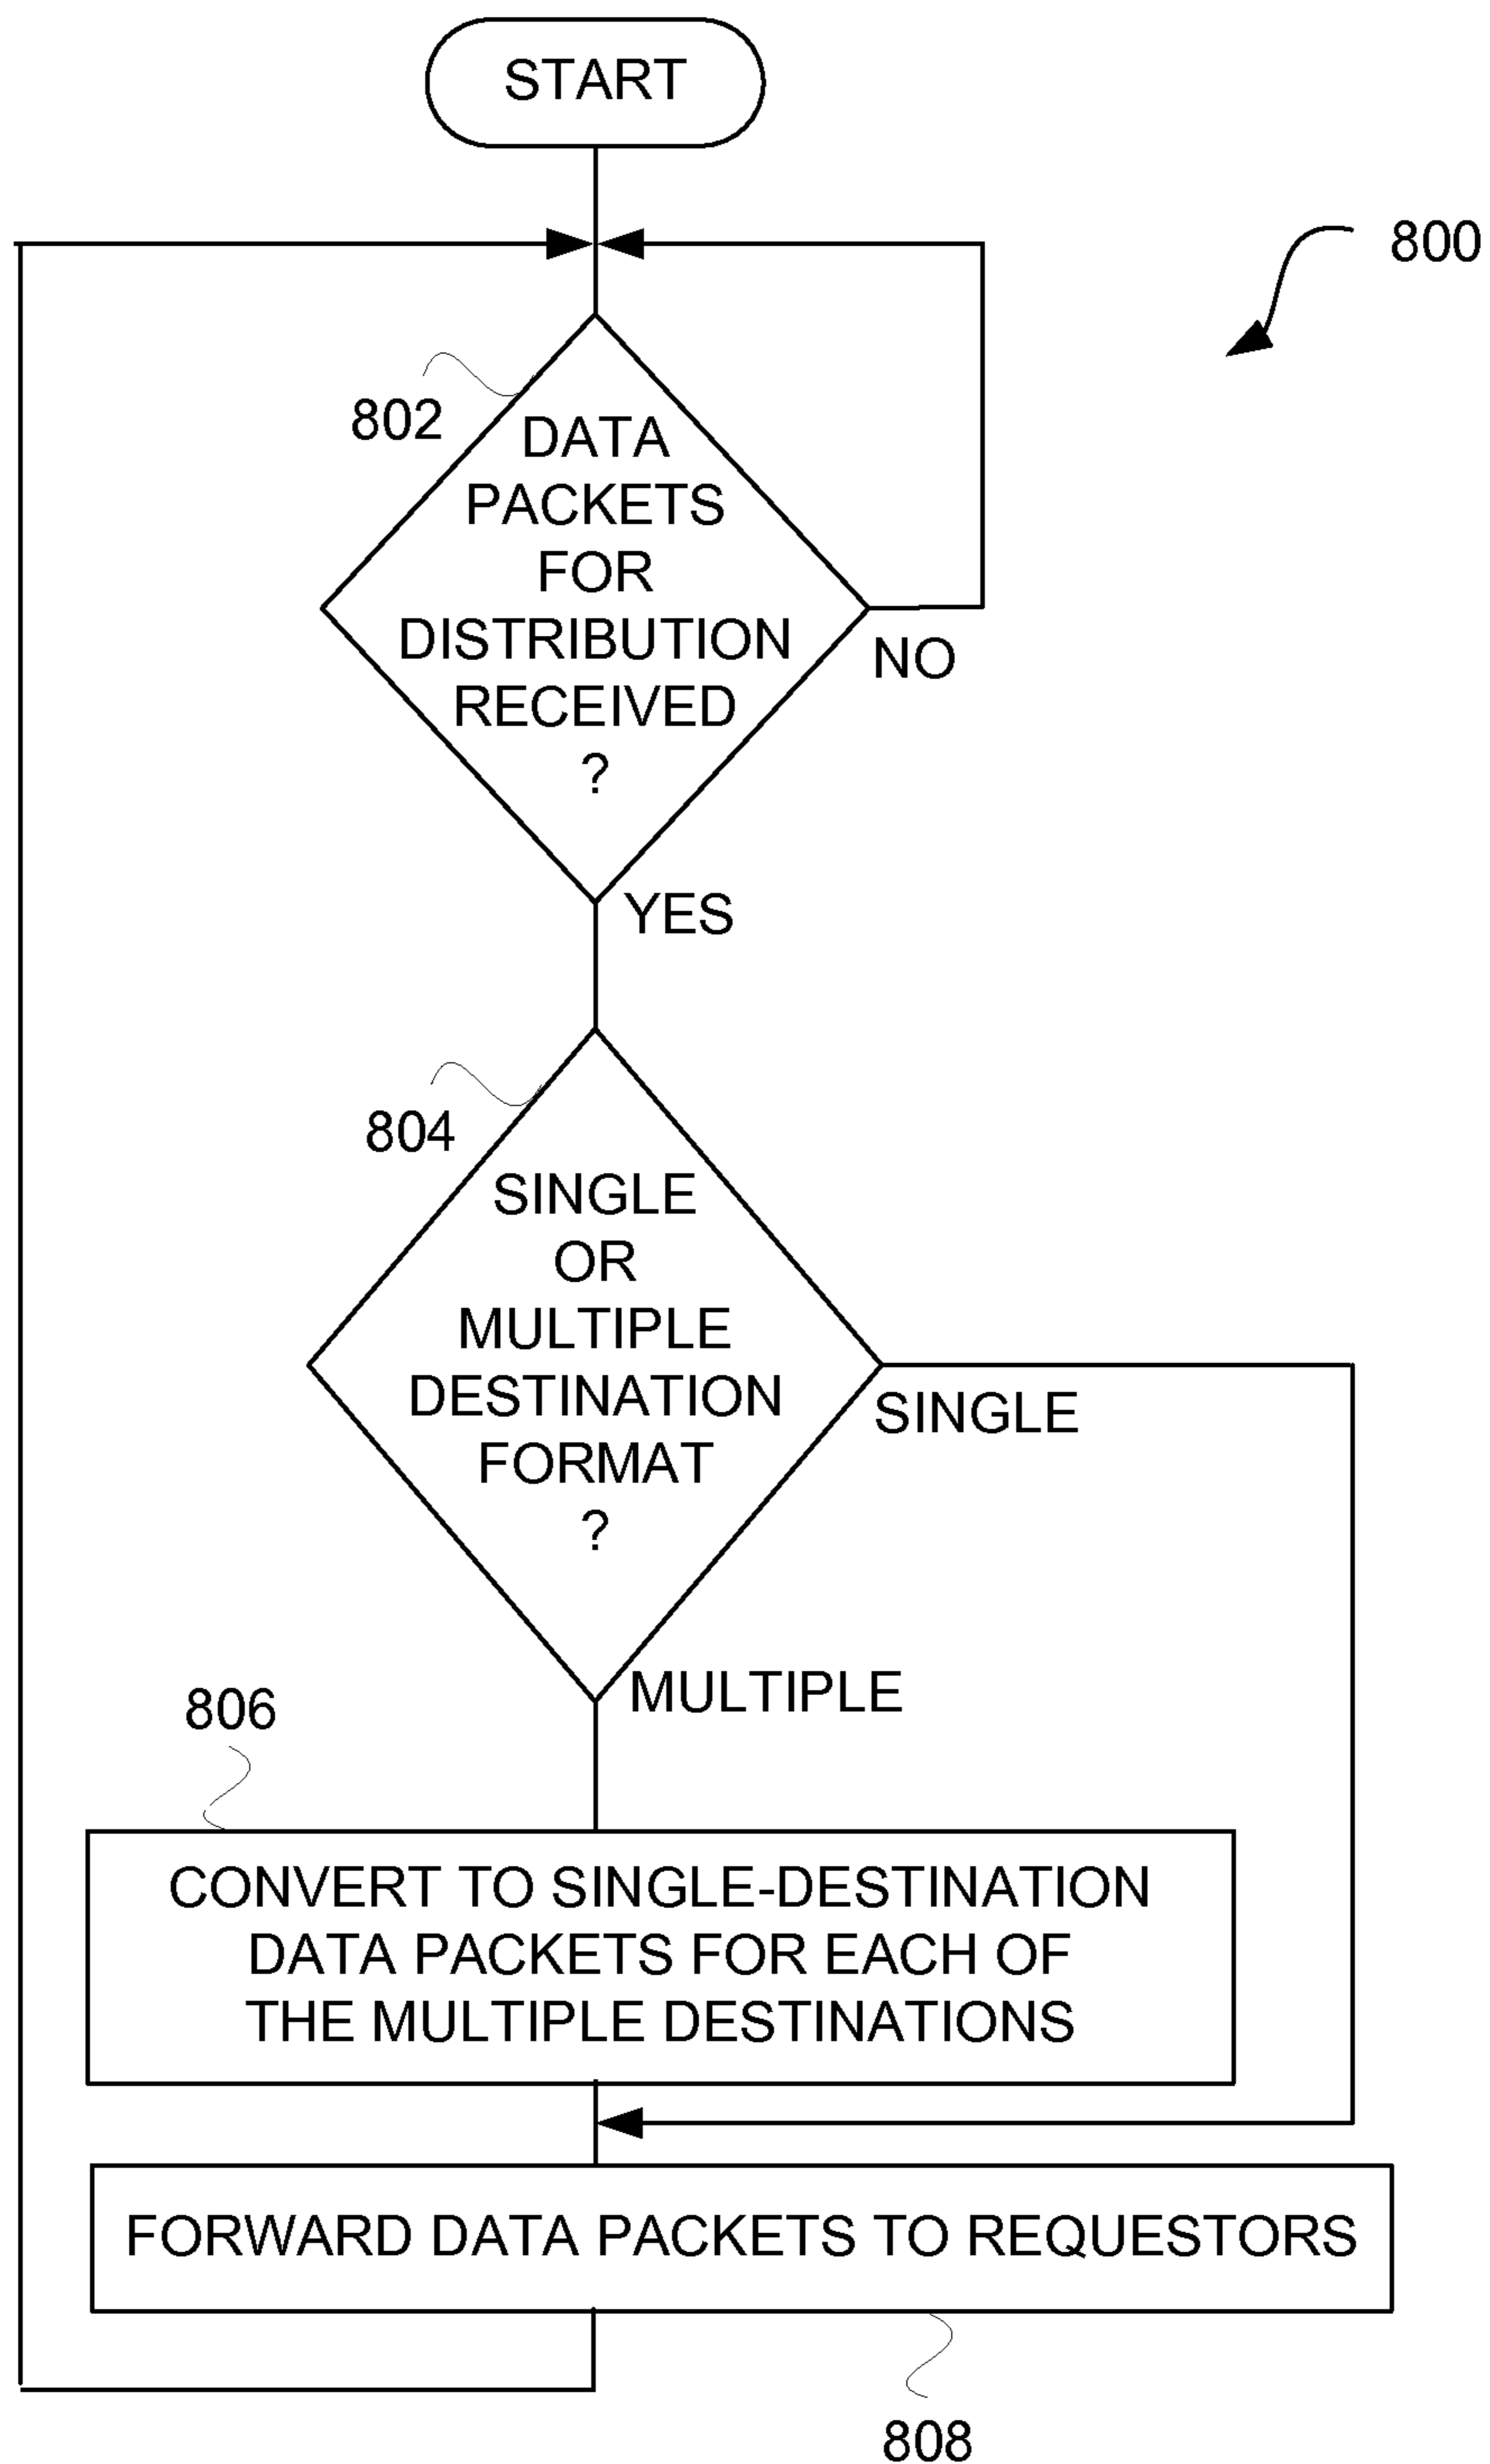 START
800
802
DATA
PACKETS
FOR
DISTRIBUTION
RECEIVED
?
NO
YES
804
SINGLE
OR
MULTIPLE
DESTINATION
FORMAT
?
SINGLE
MULTIPLE
806
CONVERT TO SINGLE-DESTINATION
DATA PACKETS FOR EACH OF
THE MULTIPLE DESTINATIONS
FORWARD DATA PACKETS TO REQUESTORS
808